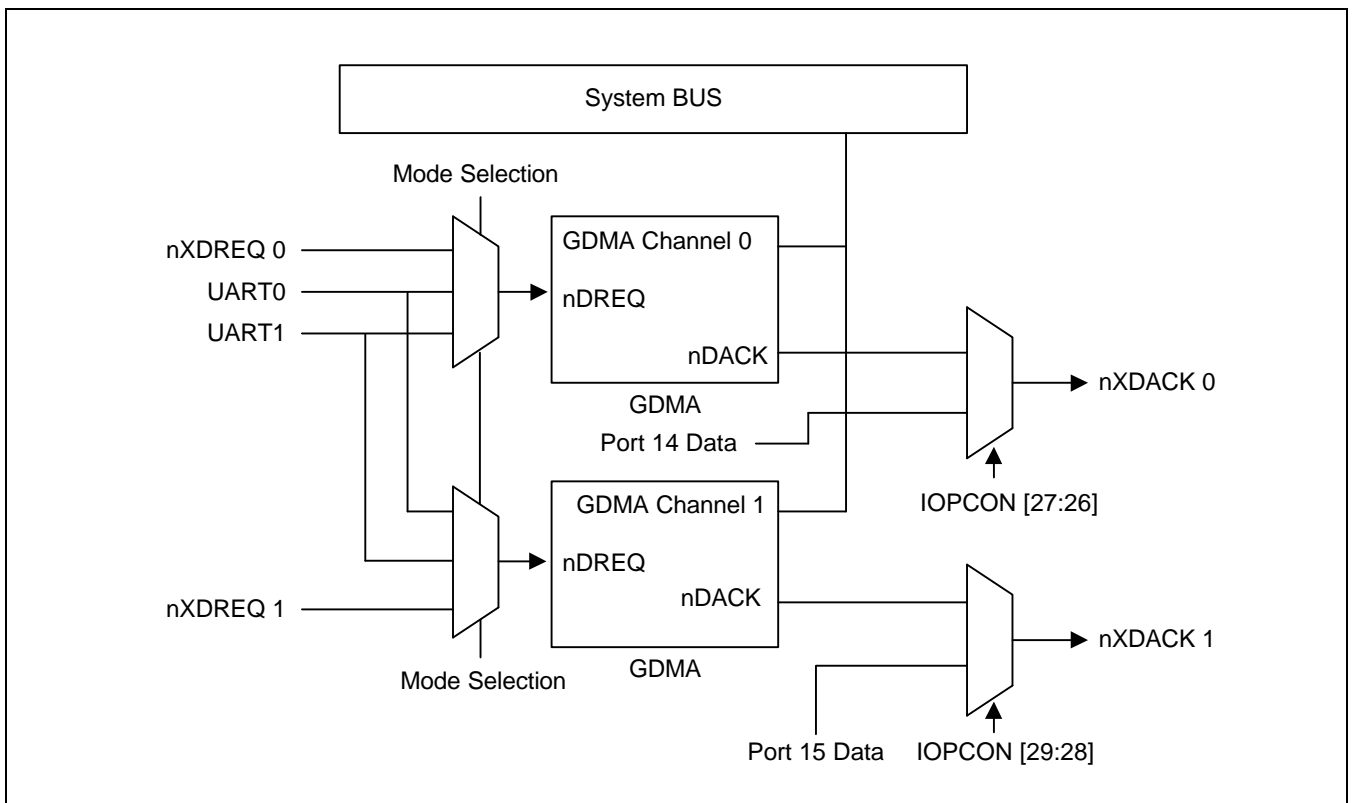 System BUS
Mode Selection
nXDREQ 0
UART0
UART1
GDMA Channel 0
nDREQ
nDACK
GDMA
Port 14 Data
nXDACK 0
IOPCON [27:26]
GDMA Channel 1
nDREQ
nDACK
GDMA
nXDREQ 1
Mode Selection
nXDACK 1
Port 15 Data
IOPCON [29:28]